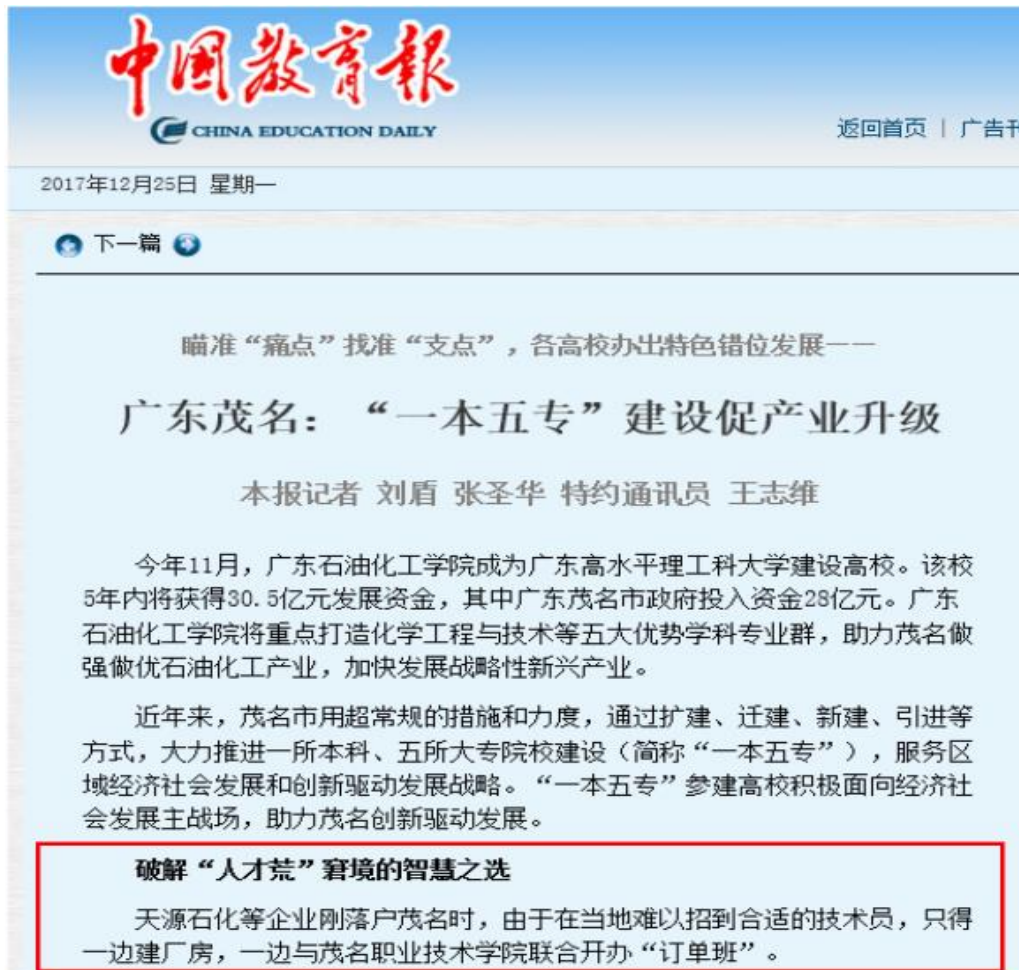 中国教育报
CHINA EDUCATION DAILY
返回首页 | 广告刊
2017年12月25日 星期一
下一篇
瞄准“痛点”找准“支点”，各高校办出特色错位发展——
广东茂名：“一本五专”建设促产业升级
本报记者 刘盾 张圣华 特约通讯员 王志维
今年11月，广东石油化工学院成为广东高水平理工科大学建设高校。该校
5年内将获得30.5亿元发展资金，其中广东茂名市政府投入资金28亿元。广东
石油化工学院将重点打造化学工程与技术等五大优势学科专业群，助力茂名做
强做优石油化工产业，加快发展战略性新兴产业。
近年来，茂名市用超常规的措施和力度，通过扩建、迁建、新建、引进等
方式，大力推进一所本科、五所大专院校建设（简称“一本五专”），服务区
域经济社会发展和创新驱动发展战略。“一本五专”参建高校积极面向经济社
会发展主战场，助力茂名创新驱动发展。
破解“人才荒”窘境的智慧之选
天源石化等企业刚落户茂名时，由于在当地难以招到合适的技术员，只得
一边建厂房，一边与茂名职业技术学院联合开办“订单班”。